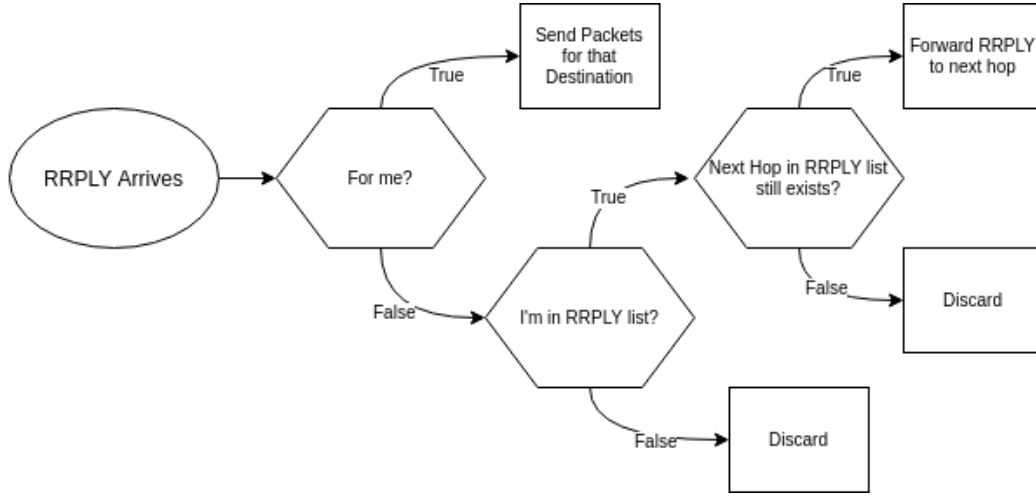 RRPLY Arrives
For me?
True
Send Packets
for that
Destination
False
I'm in RRPLY list?
True
Next Hop in RRPLY list
still exists?
True
Forward RRPLY
to next hop
False
Discard
False
Discard